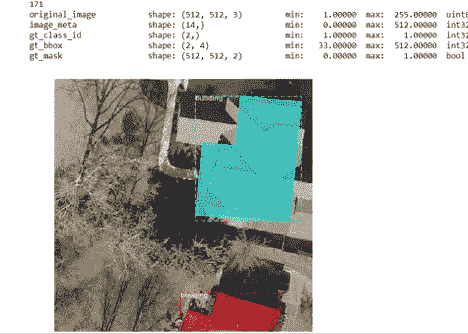 171
original_image shape: (512, 512, 3) min: 1.00000 max: 255.00000 uint8
image_meta shape: (14,) min: 0.00000 max: 512.00000 int32
gt_class_id shape: (2,) min: 1.00000 max: 1.00000 int32
gt_bbox shape: (2, 4) min: 33.00000 max: 512.00000 int32
gt_mask shape: (512, 512, 2) min: 0.00000 max: 1.00000 bool
building
building